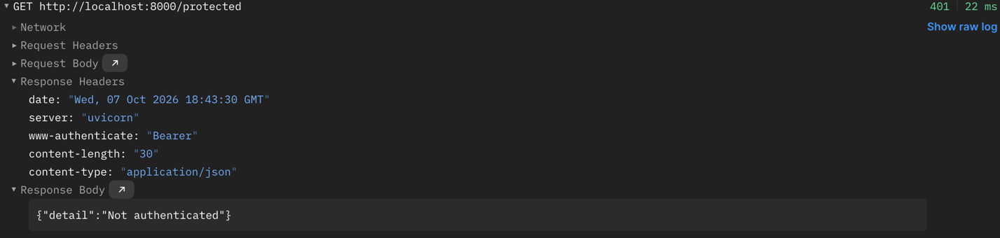 GET http://localhost:8000/protected 401 22 ms
Network Show raw log
Request Headers
Request Body
Response Headers
date: "Wed, 07 Oct 2026 18:43:30 GMT"
server: "uvicorn"
www-authenticate: "Bearer"
content-length: "30"
content-type: "application/json"
Response Body
{"detail":"Not authenticated"}